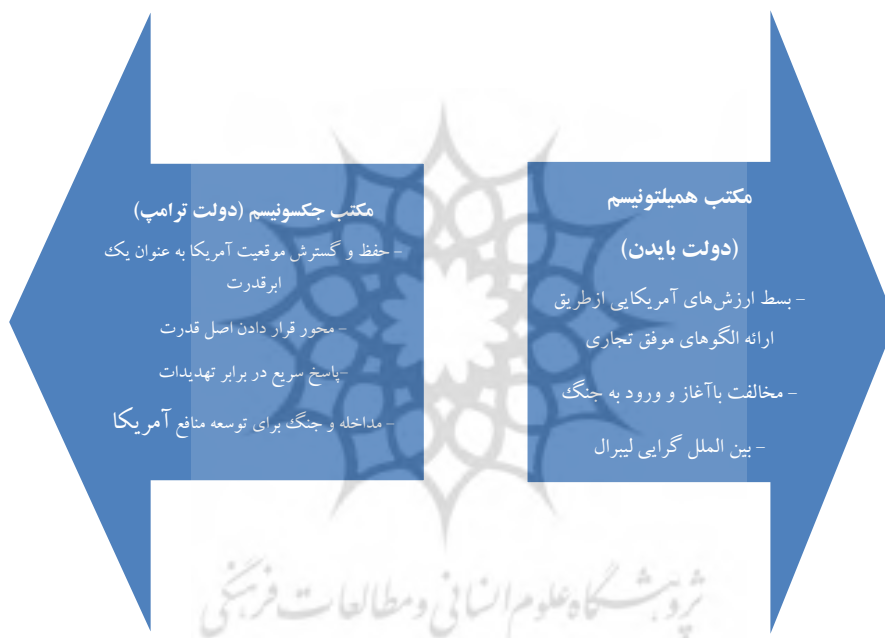 مکتب همیلتونیسم
(دولت بایدن)
- بسط ارزش‌های آمریکایی ازطریق
ارائه الگوهای موفق تجاری
- مخالفت باآغاز و ورود به جنگ
- بین الملل گرایی لیبرال
مکتب جکسونیسم (دولت ترامپ)
- حفظ و گسترش موقعیت آمریکا به عنوان یک
ابرقدرت
- محور قرار دادن اصل قدرت
-پاسخ سریع در برابر تهدیدات
- مداخله و جنگ برای توسعه منافع آمریکا
پژوهشگاه علوم انسانی و مطالعات فرهنگی